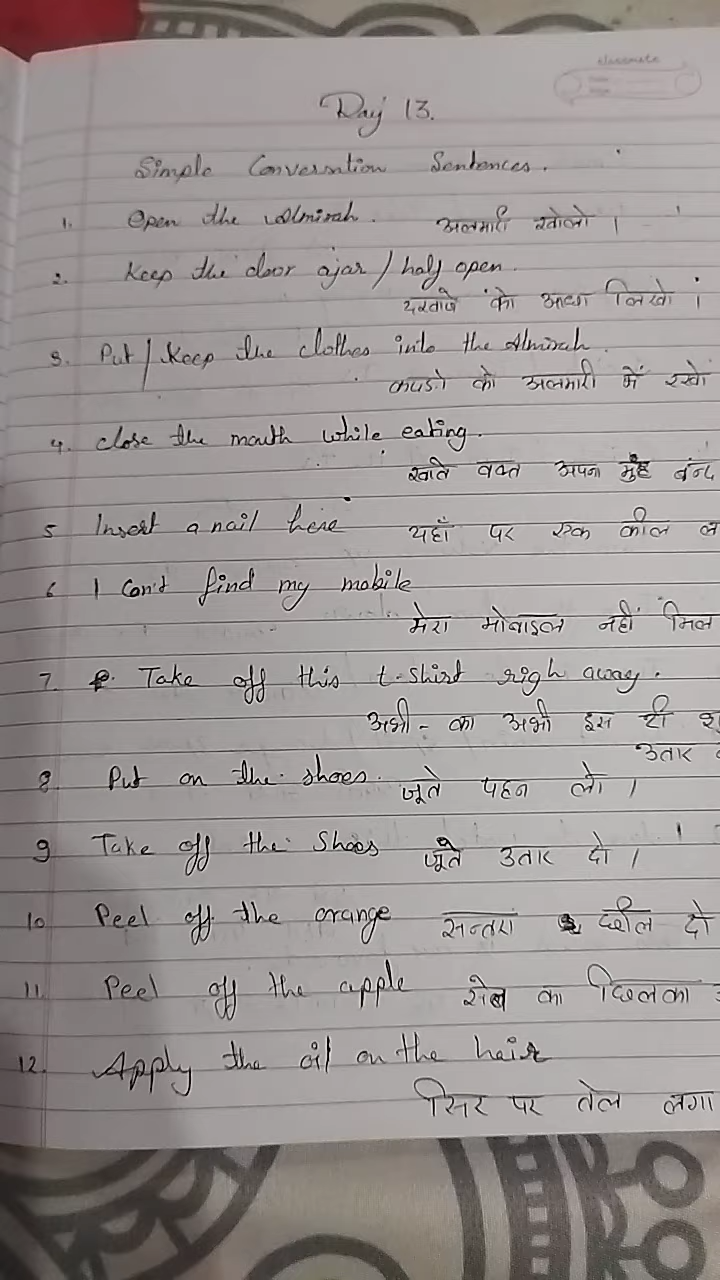 classmate
Day 13.
Simple Conversation Sentences.
1. Open the Almirah. अलमारी खोलो ।
2. Keep the door ajar / half open.
दरवाजे को आधा
3. Put / Keep the clothes into the Almirah.
कपडो को अलमारी में रखो
4. close the mouth while eating.
खाते वक्त अपना मुँह बंन्द
5 Insert a nail here यहाँ पर एक कील ल
6 I can't find my mobile
मेरा मोबाइल नहीं मिल
7. Take off this t-shirt righ away.
अभी - का अभी इस टी श
उतार
8 Put on the shoes. जूते पहन लो ।
9 Take off the Shoes जूते उतार दो ।
10 Peel off the orange सन्तरा छील दो
11. Peel off the apple सेब का छिलका
12. Apply the oil on the hair
सिर पर तेल लगा